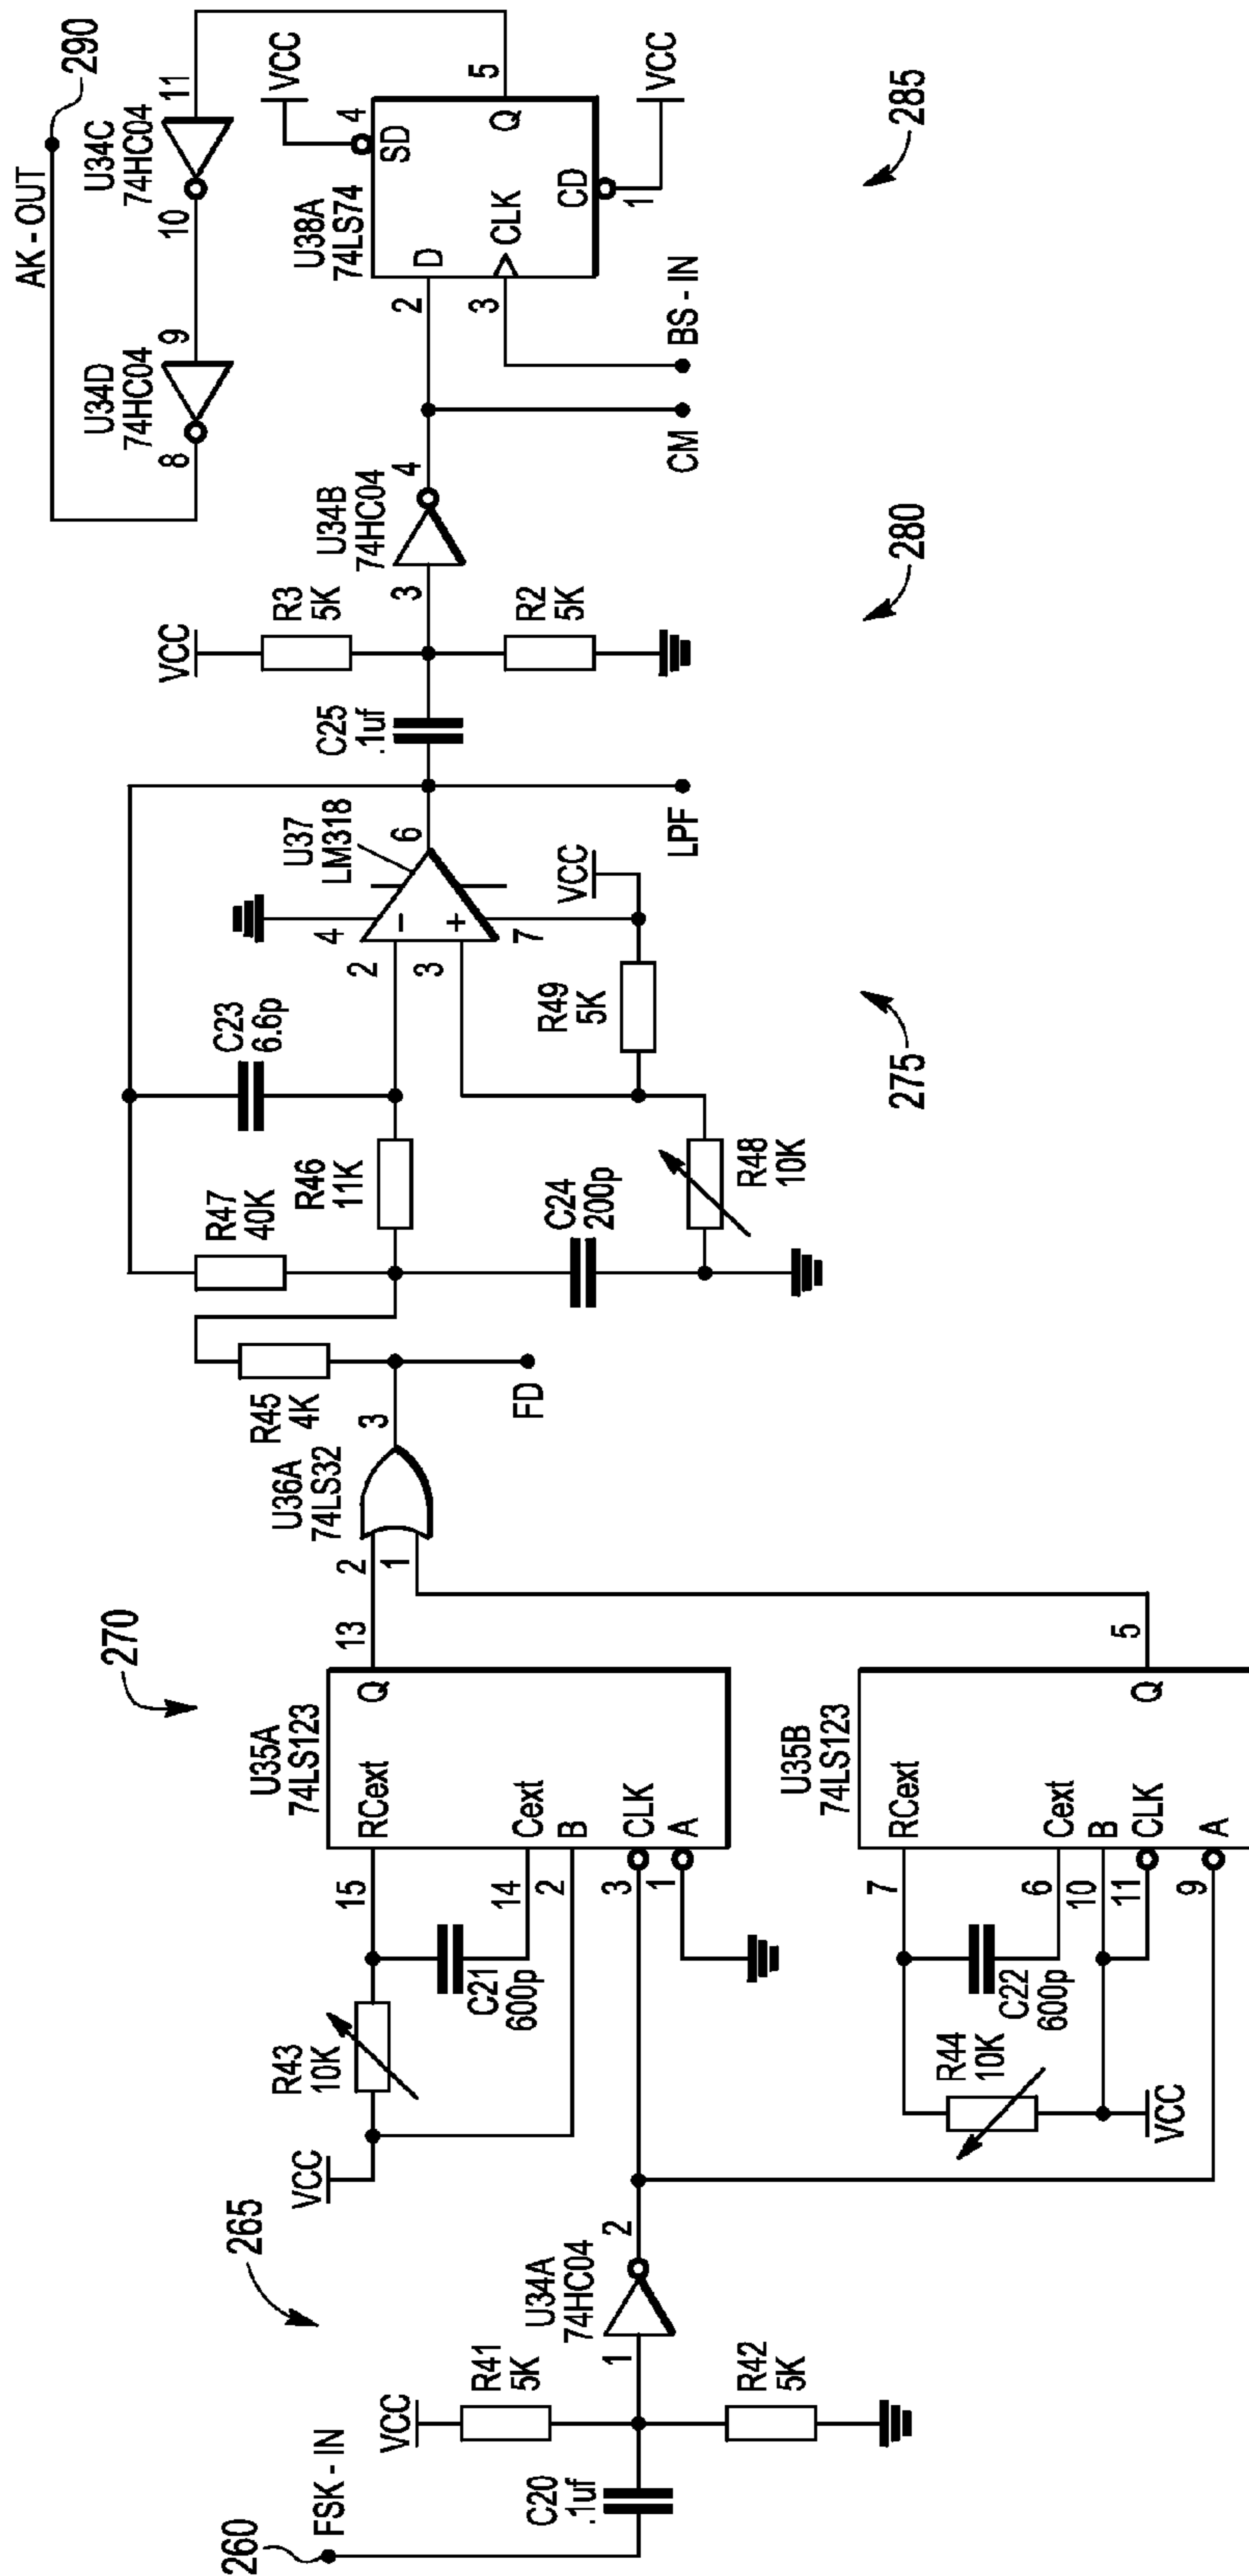 260
FSK - IN
C20
.1uf
VCC
R41
5K
R42
5K
265
1
U34A
74HC04
2
VCC
R43
10K
C21
600p
15
14
2
3
1
U35A
74LS123
RCext
Cext
B
CLK
A
Q
13
270
R44
10K
VCC
C22
600p
7
6
10
11
9
U35B
74LS123
RCext
Cext
B
CLK
A
Q
5
2
1
U36A
74LS32
3
R45
4K
FD
R47
40K
R46
11K
C23
6.6p
C24
200p
R48
10K
R49
5K
VCC
2
3
4
7
-
+
6
U37
LM318
LPF
275
C25
.1uf
VCC
R3
5K
R2
5K
280
3
U34B
74HC04
4
CM
BS - IN
2
3
U38A
74LS74
D
CLK
SD
CD
Q
4
VCC
1
VCC
5
285
11
U34C
74HC04
10
9
U34D
74HC04
8
AK - OUT
290